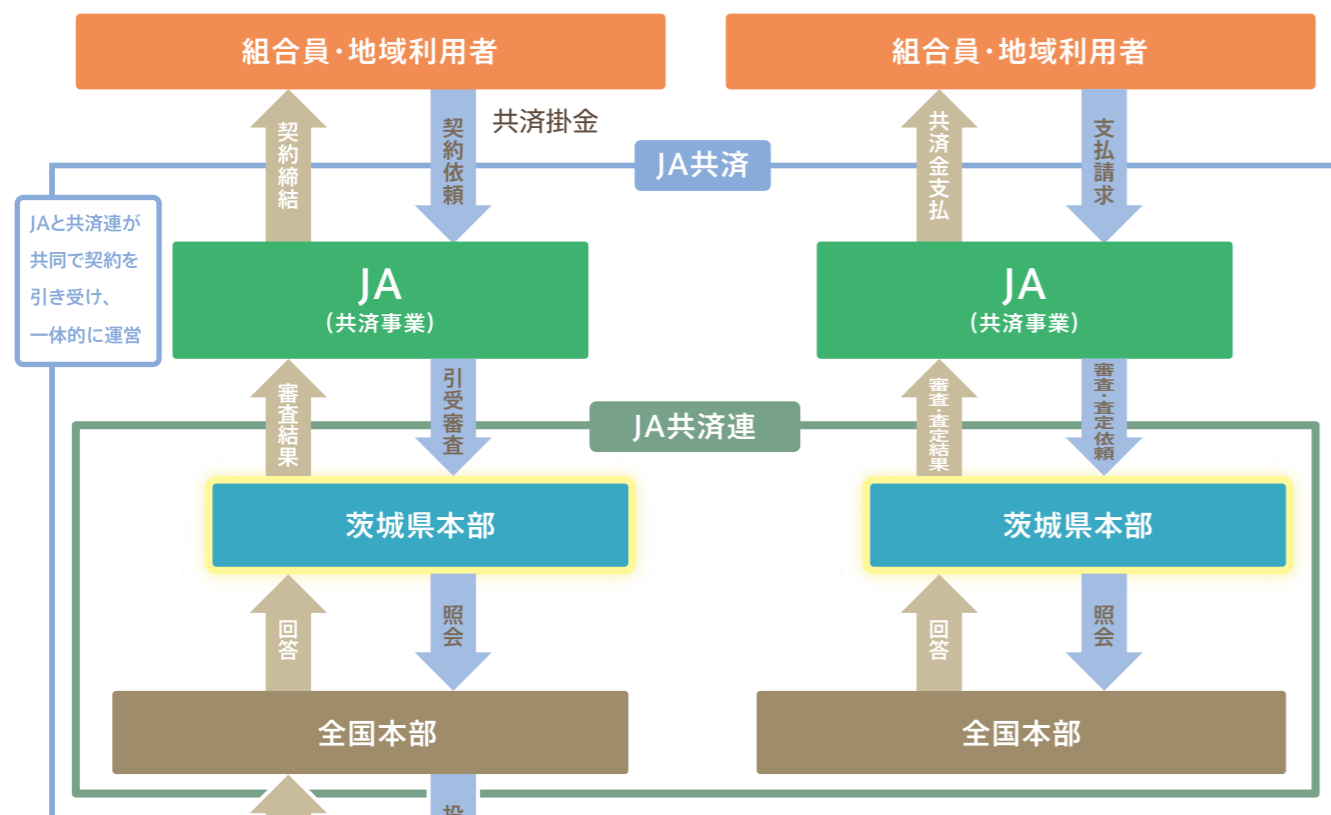 組合員・地域利用者
組合員・地域利用者
契約締結
契約依頼
共済掛金
共済金支払
支払請求
JA共済
JAと共済連が
共同で契約を
引き受け、
一体的に運営
JA
(共済事業)
JA
(共済事業)
審査結果
引受審査
審査・査定結果
審査・査定依頼
JA共済連
茨城県本部
茨城県本部
回答
照会
回答
照会
全国本部
全国本部